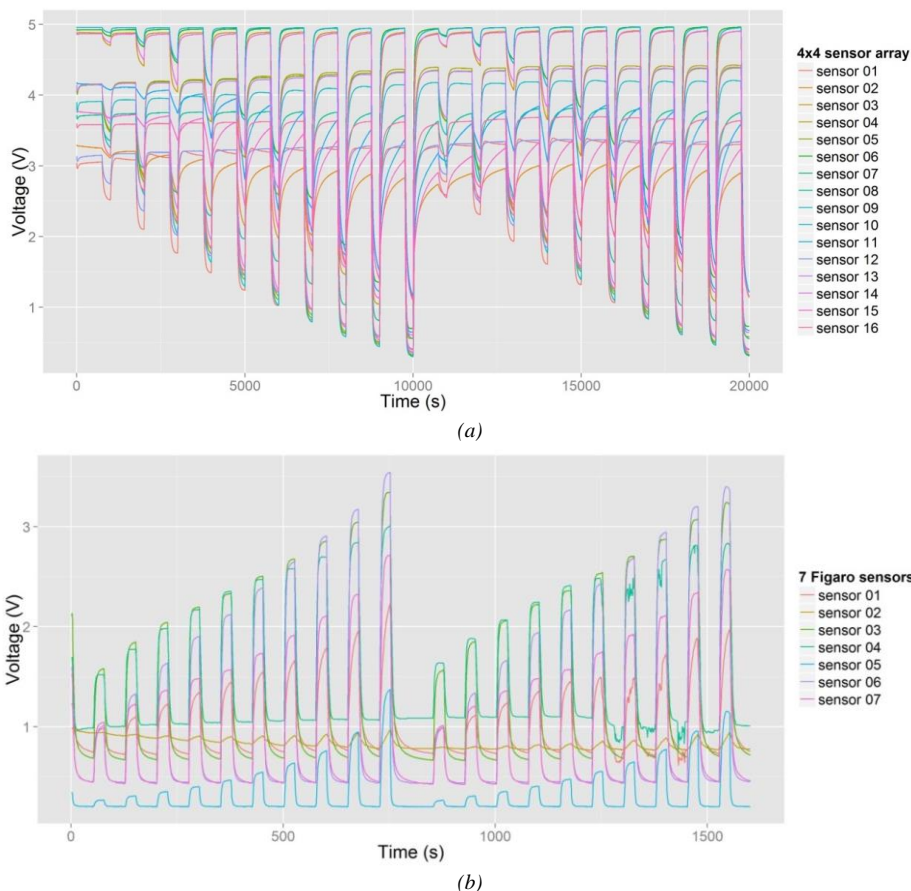 5
4
3
2
1
Voltage (V)
0
5000
10000
15000
20000
Time (s)
4x4 sensor array
sensor 01
sensor 02
sensor 03
sensor 04
sensor 05
sensor 06
sensor 07
sensor 08
sensor 09
sensor 10
sensor 11
sensor 12
sensor 13
sensor 14
sensor 15
sensor 16
(a)
3
2
1
Voltage (V)
0
500
1000
1500
Time (s)
7 Figaro sensors
sensor 01
sensor 02
sensor 03
sensor 04
sensor 05
sensor 06
sensor 07
(b)